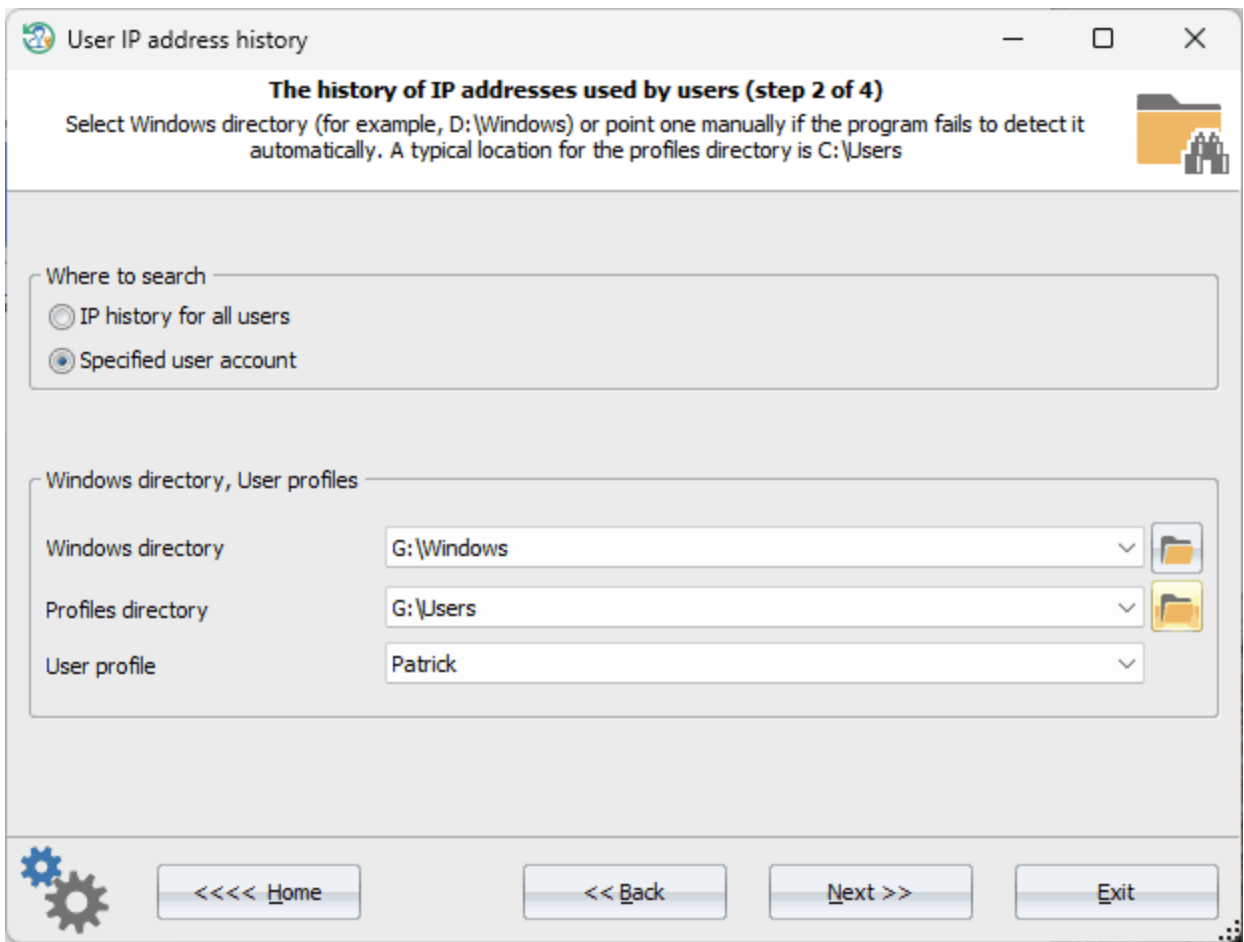 User IP address history
The history of IP addresses used by users (step 2 of 4)
Select Windows directory (for example, D:\Windows) or point one manually if the program fails to detect it
automatically. A typical location for the profiles directory is C:\Users
Where to search
IP history for all users
Specified user account
Windows directory, User profiles
Windows directory
G:\Windows
Profiles directory
G:\Users
User profile
Patrick
<<<< Home
<< Back
Next >>
Exit